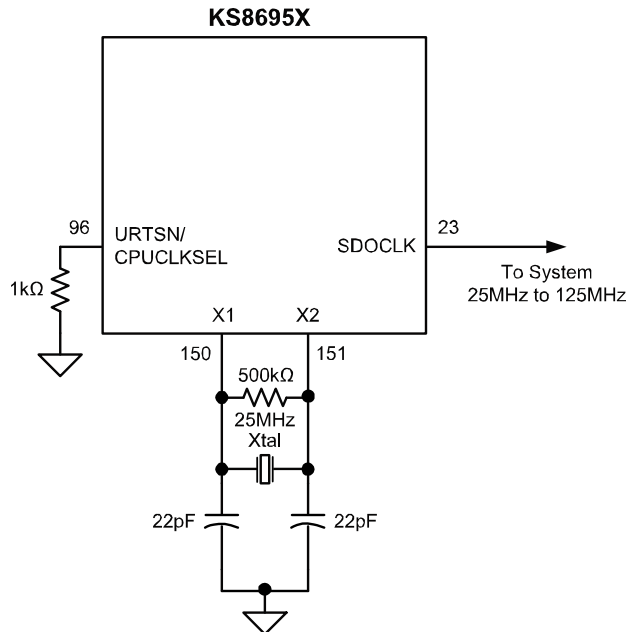 KS8695X
96
URTSN/
CPUCLKSEL
SDOCLK
23
1kΩ
To System
25MHz to 125MHz
X1
X2
150
151
500kΩ
25MHz
Xtal
22pF
22pF